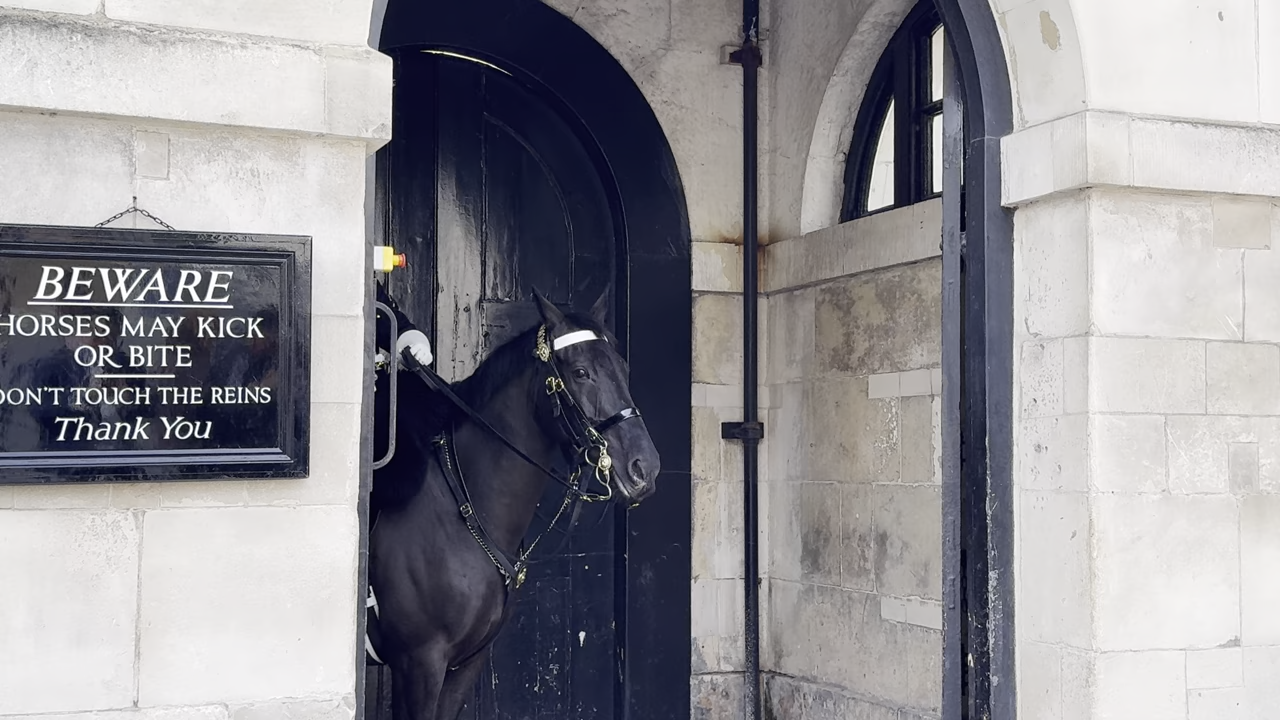 BEWARE
HORSES MAY KICK
OR BITE
DON'T TOUCH THE REINS
Thank You